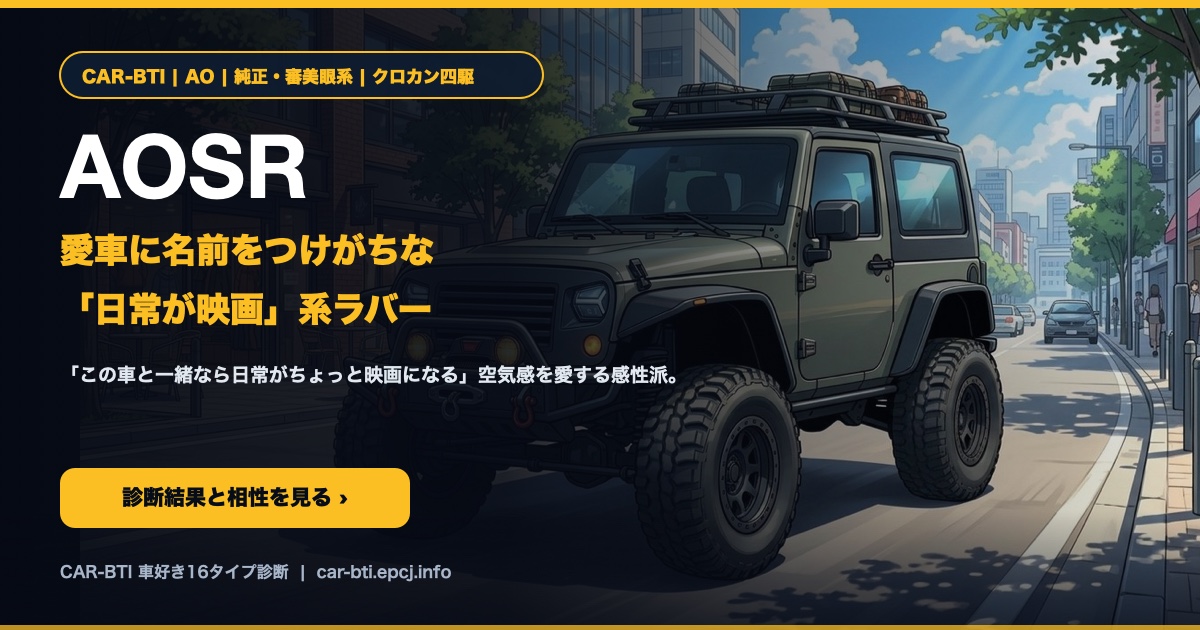 CAR-BTI | AO | 純正・審美眼系 | クロカン四駆
AOSR
愛車に名前をつけがちな
「日常が映画」系ラバー
「この車と一緒なら日常がちょっと映画になる」空気感を愛する感性派。
診断結果と相性を見る ›
CAR-BTI 車好き16タイプ診断 | car-bti.epcj.info